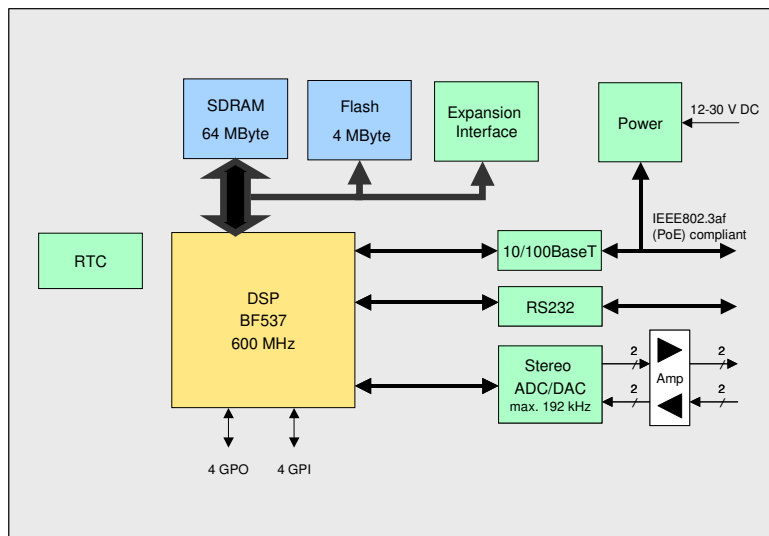 SDRAM
64 MByte
Flash
4 MByte
Expansion
Interface
Power
12-30 V DC
IEEE802.3af
(PoE) compliant
RTC
DSP
BF537
600 MHz
10/100BaseT
RS232
Stereo
ADC/DAC
max. 192 kHz
2
2
Amp
2
2
4 GPO
4 GPI